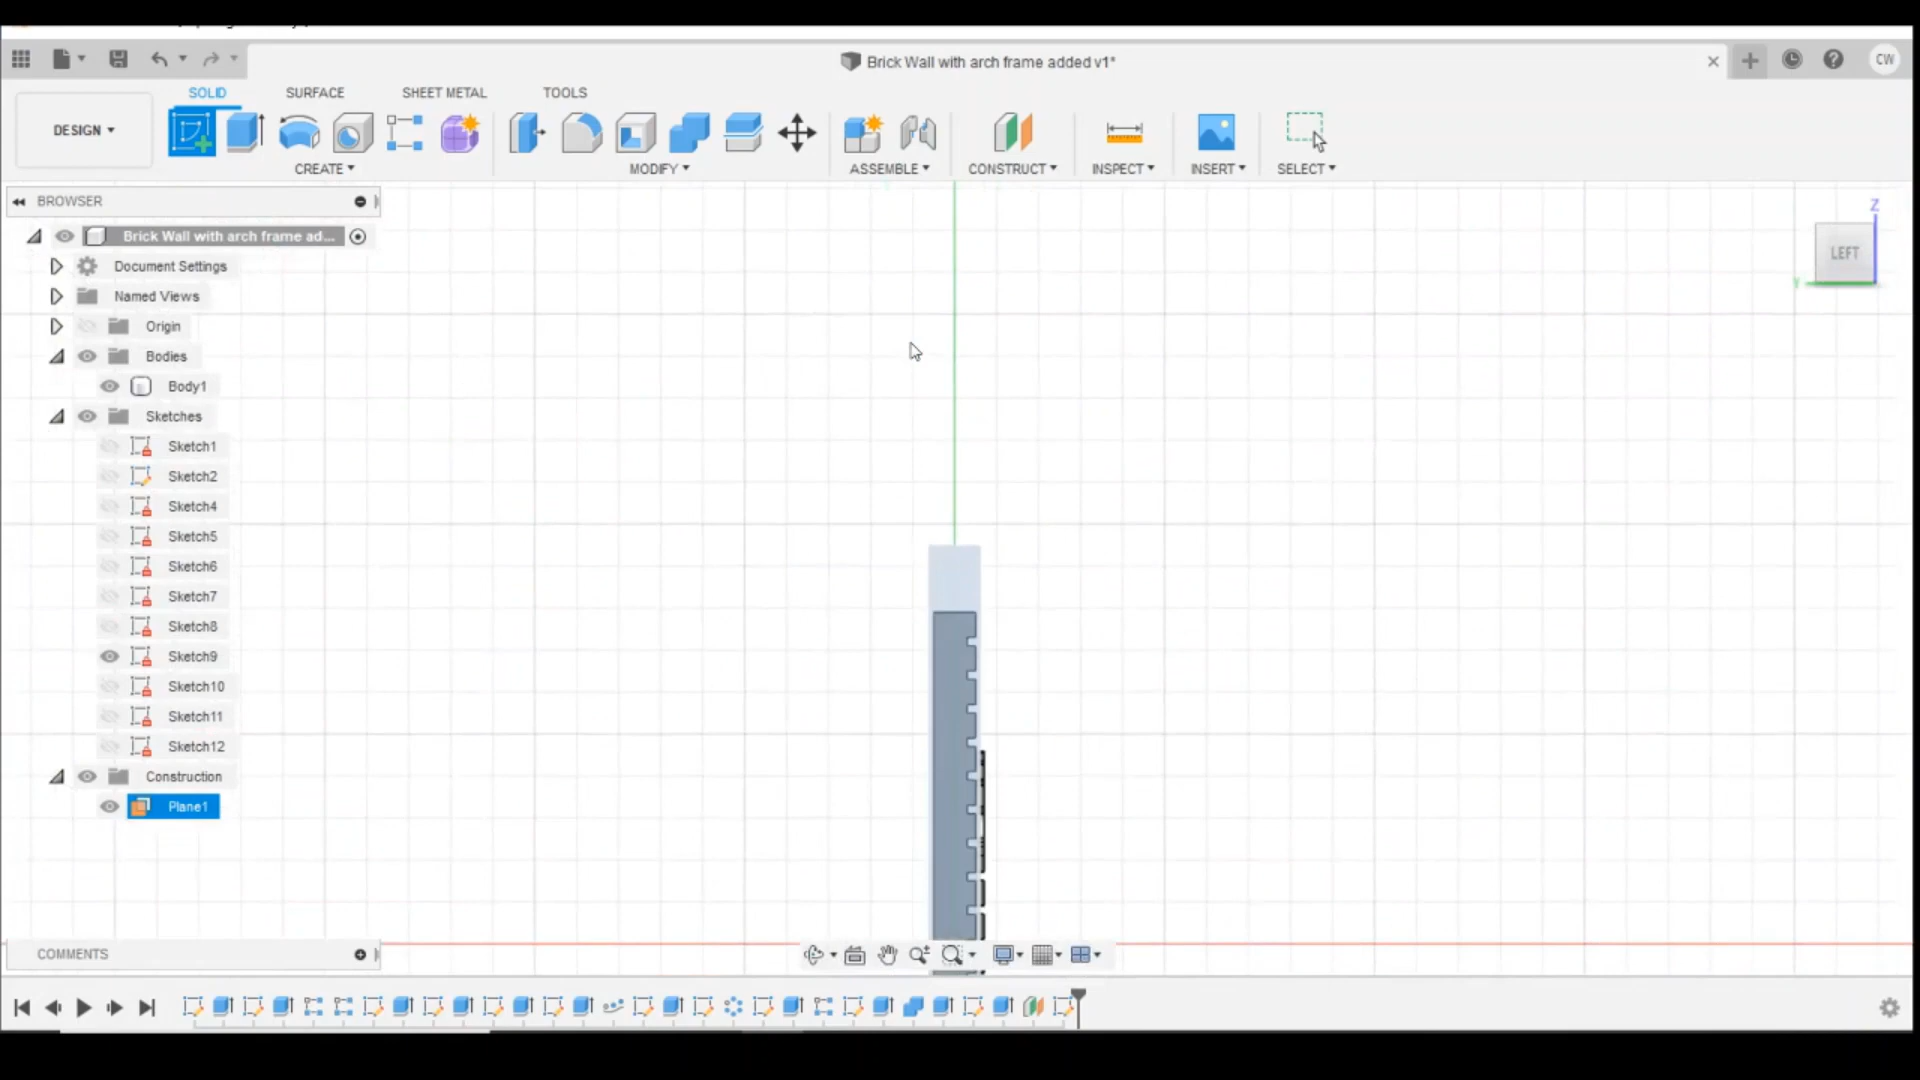 Brick Wall with arch frame added v1*
CW
DESIGN
SOLID
SURFACE
SHEET METAL
TOOLS
CREATE
MODIFY
ASSEMBLE
CONSTRUCT
INSPECT
INSERT
SELECT
BROWSER
Brick Wall with arch frame ad...
Document Settings
Named Views
Origin
Bodies
Body1
Sketches
Sketch1
Sketch2
Sketch4
Sketch5
Sketch6
Sketch7
Sketch8
Sketch9
Sketch10
Sketch11
Sketch12
Construction
Plane1
Z
LEFT
Y
COMMENTS